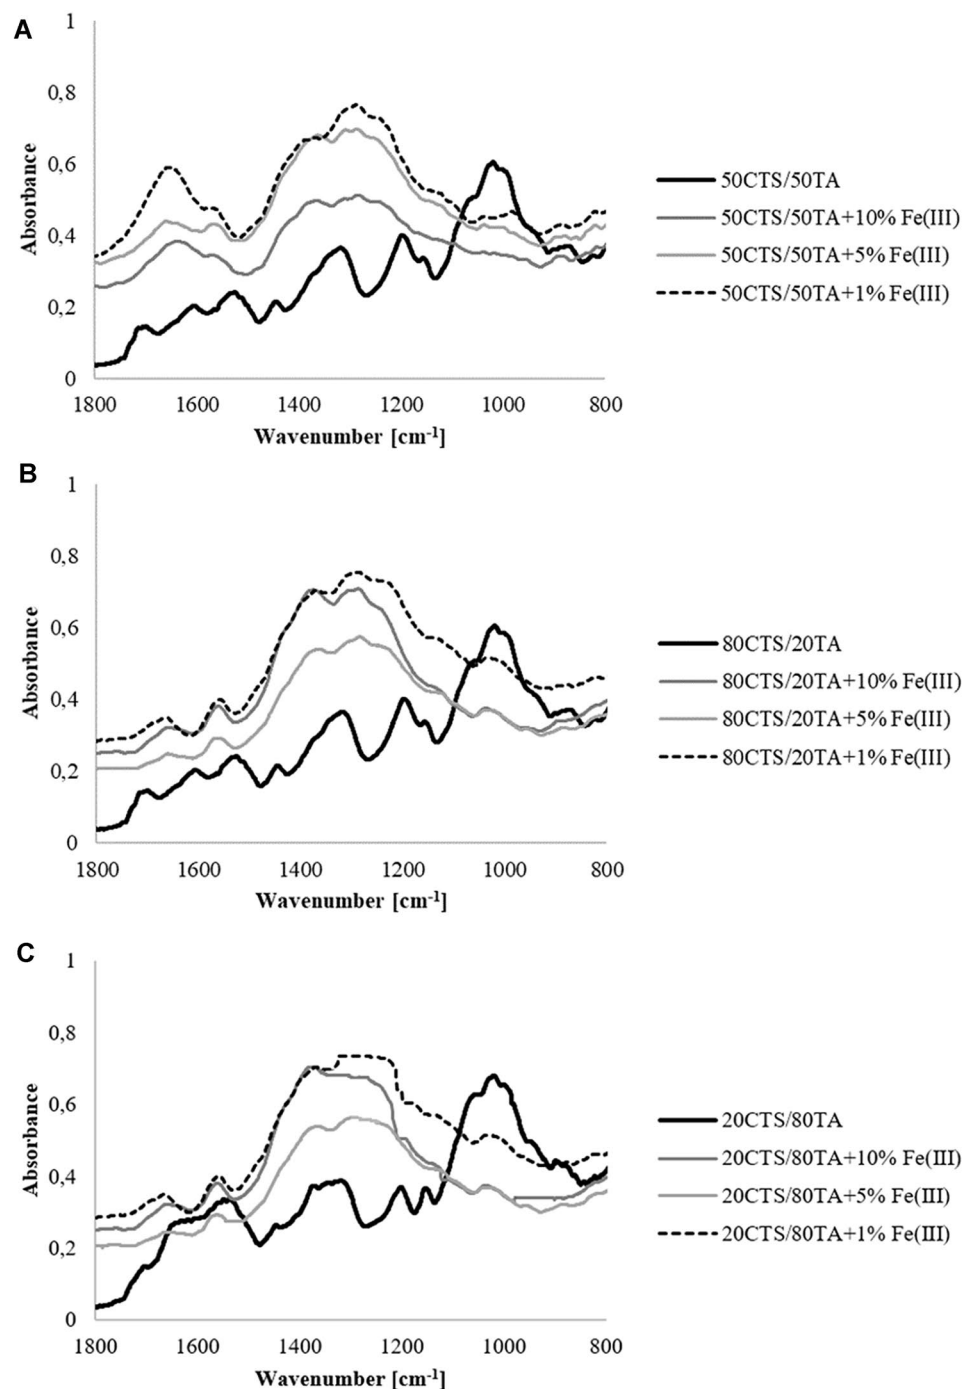 A
1
0,8
0,6
0,4
0,2
0
Absorbance
1800 1600 1400 1200 1000 800
Wavenumber [cm-1]
50CTS/50TA
50CTS/50TA+10% Fe(III)
50CTS/50TA+5% Fe(III)
50CTS/50TA+1% Fe(III)
B
1
0,8
0,6
0,4
0,2
0
Absorbance
1800 1600 1400 1200 1000 800
Wavenumber [cm-1]
80CTS/20TA
80CTS/20TA+10% Fe(III)
80CTS/20TA+5% Fe(III)
80CTS/20TA+1% Fe(III)
C
1
0,8
0,6
0,4
0,2
0
Absorbance
1800 1600 1400 1200 1000 800
Wavenumber [cm-1]
20CTS/80TA
20CTS/80TA+10% Fe(III)
20CTS/80TA+5% Fe(III)
20CTS/80TA+1% Fe(III)